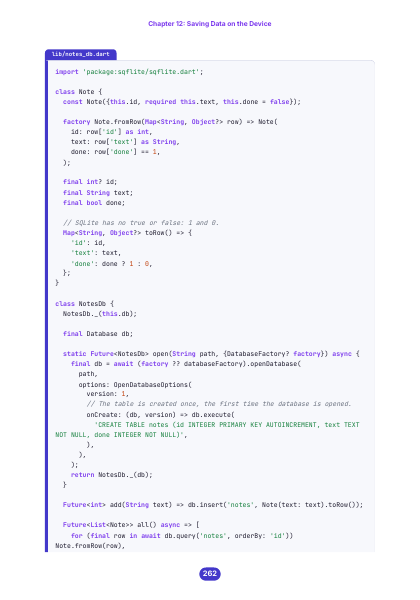 Chapter 12: Saving Data on the Device
lib/notes_db.dart
import 'package:sqflite/sqflite.dart';
class Note {
const Note({this.id, required this.text, this.done = false});
factory Note.fromRow(Map<String, Object?> row) => Note(
id: row['id'] as int,
text: row['text'] as String,
done: row['done'] == 1,
);
final int? id;
final String text;
final bool done;
// SQLite has no true or false: 1 and 0.
Map<String, Object?> toRow() => {
'id': id,
'text': text,
'done': done ? 1 : 0,
};
}
class NotesDb {
NotesDb._(this.db);
final Database db;
static Future<NotesDb> open(String path, {DatabaseFactory? factory}) async {
final db = await (factory ?? databaseFactory).openDatabase(
path,
options: OpenDatabaseOptions(
version: 1,
// The table is created once, the first time the database is opened.
onCreate: (db, version) => db.execute(
'CREATE TABLE notes (id INTEGER PRIMARY KEY AUTOINCREMENT, text TEXT
NOT NULL, done INTEGER NOT NULL)',
),
),
);
return NotesDb._(db);
}
Future<int> add(String text) => db.insert('notes', Note(text: text).toRow());
Future<List<Note>> all() async => [
for (final row in await db.query('notes', orderBy: 'id'))
Note.fromRow(row),
262